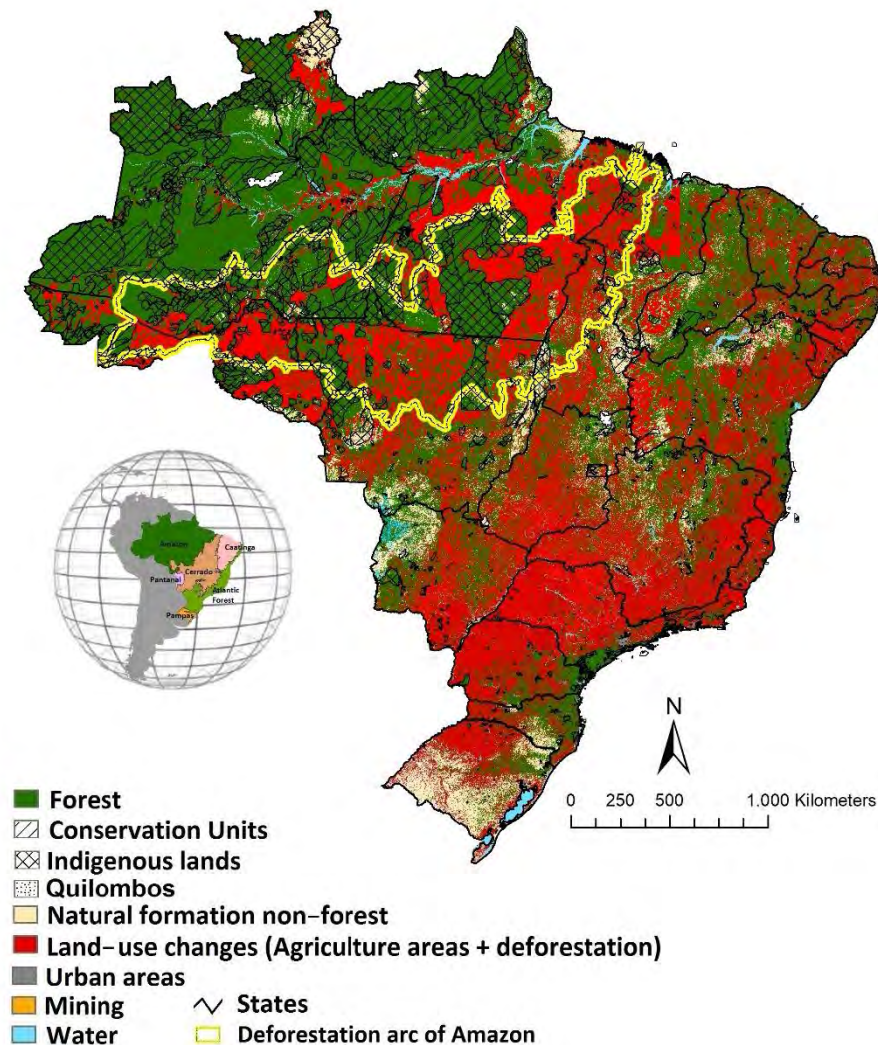 Amazon
Caatinga
Cerrado
Pantanal
Atlantic
Forest
Pampas
N
0 250 500 1.000 Kilometers
Forest
Conservation Units
Indigenous lands
Quilombos
Natural formation non-forest
Land-use changes (Agriculture areas + deforestation)
Urban areas
Mining
States
Water
Deforestation arc of Amazon